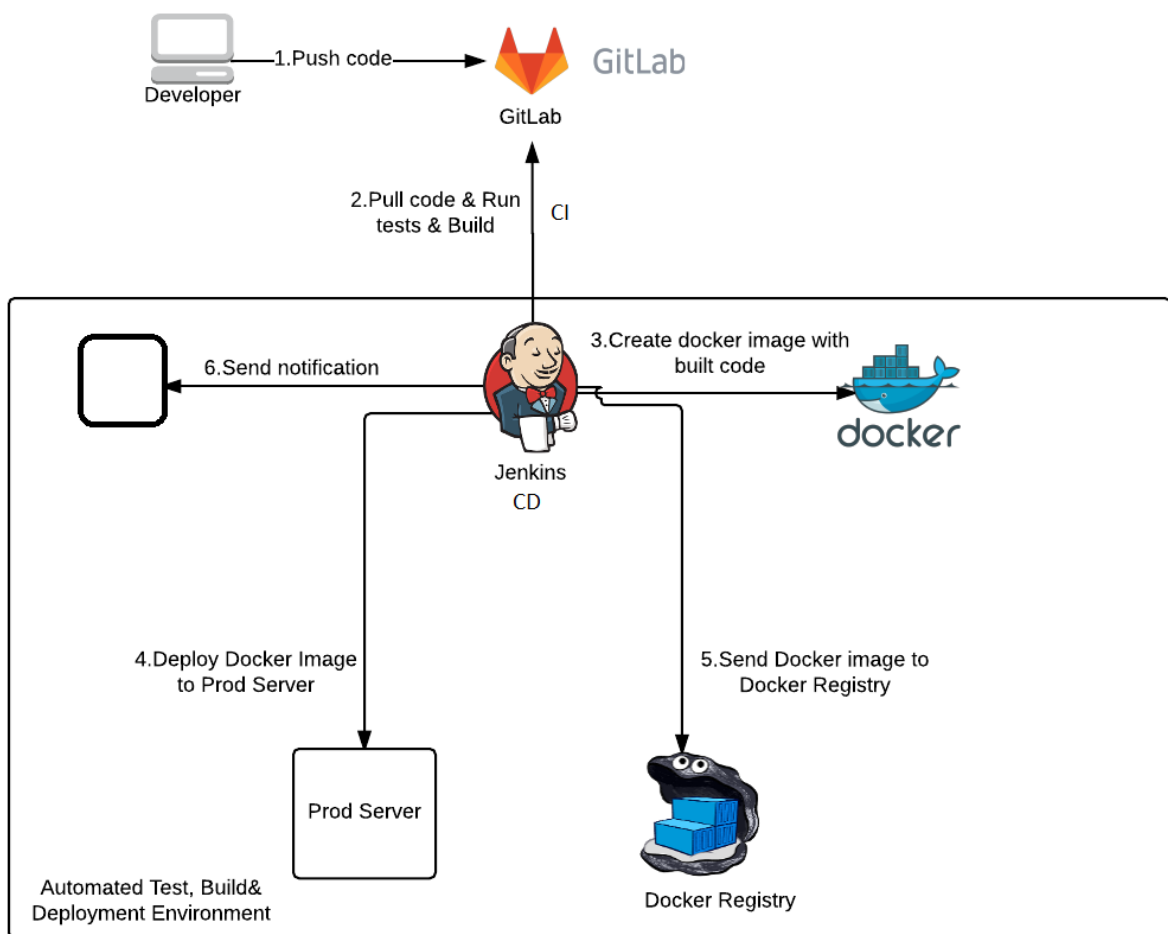 1.Push code
Developer
GitLab
GitLab
2.Pull code & Run
tests & Build
CI
3.Create docker image with
built code
6.Send notification
docker
Jenkins
CD
4.Deploy Docker Image
to Prod Server
5.Send Docker image to
Docker Registry
Prod Server
Automated Test, Build&
Deployment Environment
Docker Registry